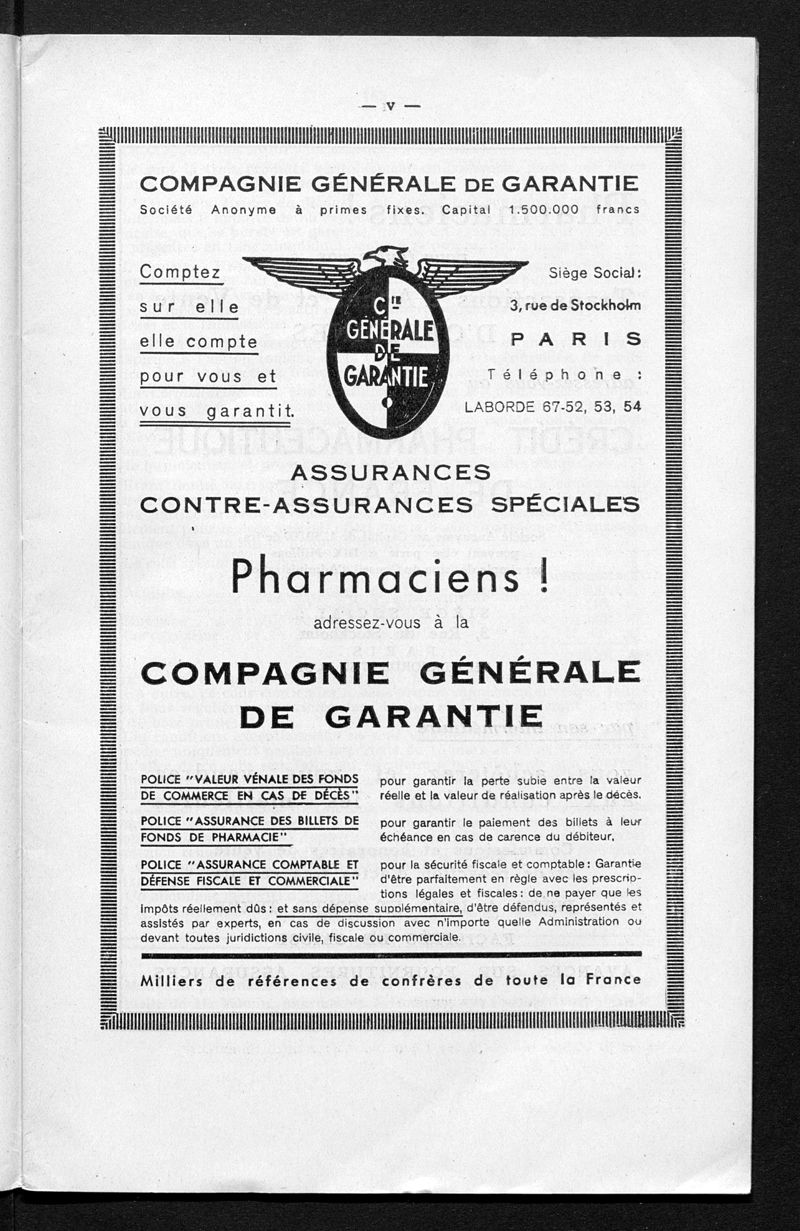 — V —
COMPAGNIE GÉNÉRALE DE GARANTIE
Société Anonyme à primes fixes. Capital 1.500.000 francs
Comptez
sur elle
elle compte
pour vous et
vous garantit.
CIE
GÉNÉRALE
DE
GARANTIE
Siège Social:
3, rue de Stockholm
PARIS
Téléphone :
LABORDE 67-52, 53, 54
ASSURANCES
CONTRE-ASSURANCES SPÉCIALES
Pharmaciens !
adressez-vous à la
COMPAGNIE GÉNÉRALE
DE GARANTIE
POLICE "VALEUR VÉNALE DES FONDS
DE COMMERCE EN CAS DE DÉCÈS"
pour garantir la perte subie entre la valeur
réelle et la valeur de réalisation après le décès.
POLICE "ASSURANCE DES BILLETS DE
FONDS DE PHARMACIE"
pour garantir le paiement des billets à leur
échéance en cas de carence du débiteur.
POLICE "ASSURANCE COMPTABLE ET
DÉFENSE FISCALE ET COMMERCIALE"
pour la sécurité fiscale et comptable : Garantie
d'être parfaitement en règle avec les prescrip-
tions légales et fiscales : de ne payer que les
impôts réellement dûs : et sans dépense supplémentaire, d'être défendus, représentés et
assistés par experts, en cas de discussion avec n'importe quelle Administration ou
devant toutes juridictions civile, fiscale ou commerciale.
Milliers de références de confrères de toute la France